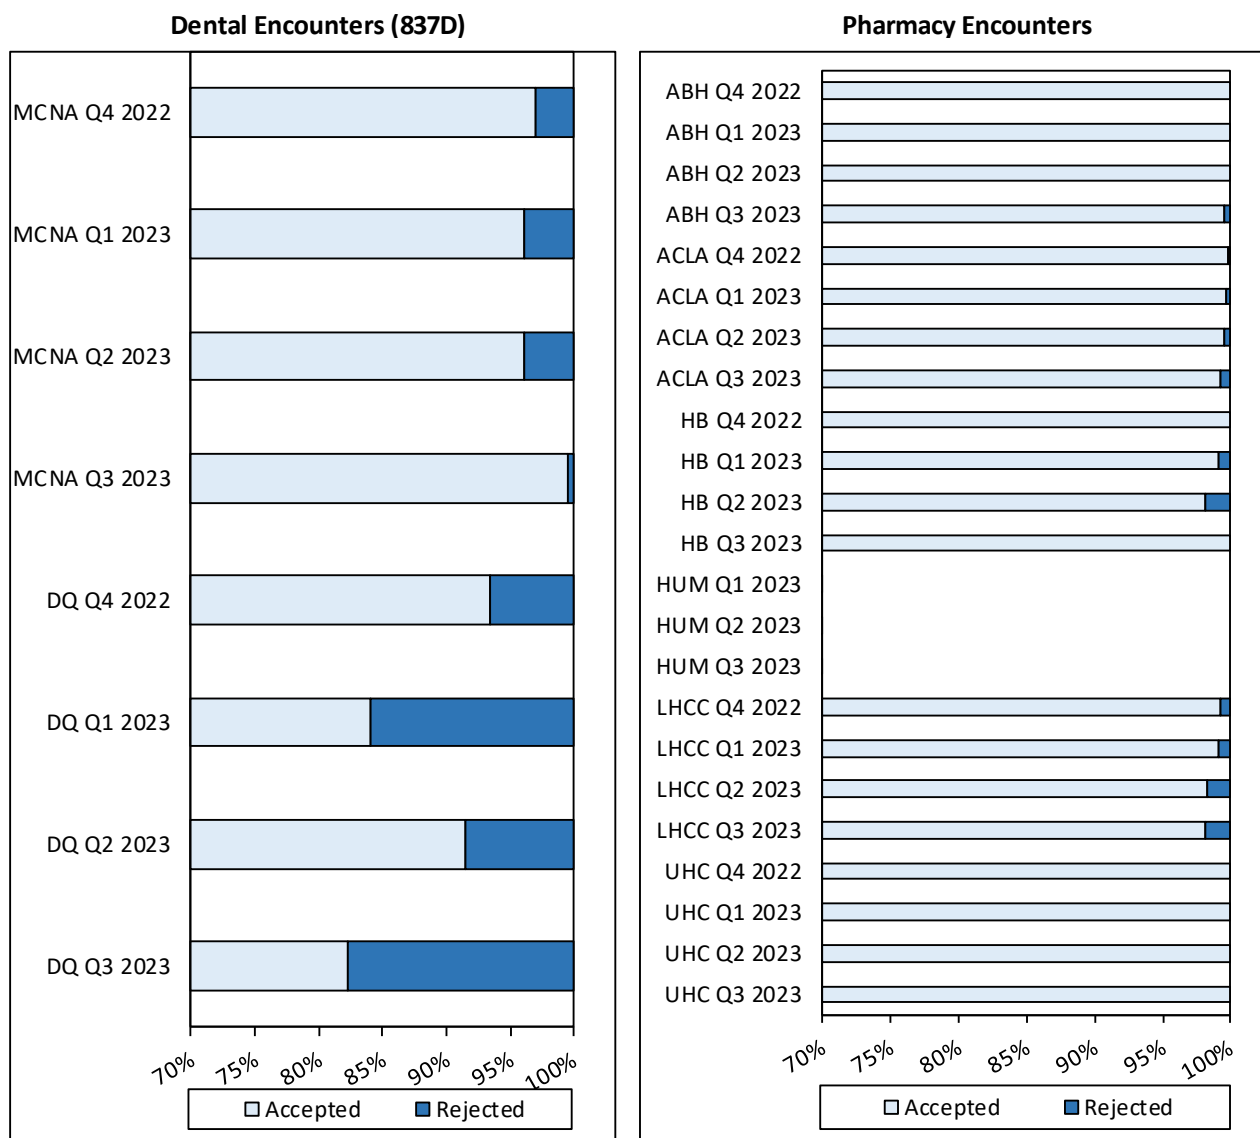 Dental Encounters (837D)
MCNA Q4 2022
MCNA Q1 2023
MCNA Q2 2023
MCNA Q3 2023
DQ Q4 2022
DQ Q1 2023
DQ Q2 2023
DQ Q3 2023
70% 75% 80% 85% 90% 95% 100%
Accepted Rejected
Pharmacy Encounters
ABH Q4 2022
ABH Q1 2023
ABH Q2 2023
ABH Q3 2023
ACLA Q4 2022
ACLA Q1 2023
ACLA Q2 2023
ACLA Q3 2023
HB Q4 2022
HB Q1 2023
HB Q2 2023
HB Q3 2023
HUM Q1 2023
HUM Q2 2023
HUM Q3 2023
LHCC Q4 2022
LHCC Q1 2023
LHCC Q2 2023
LHCC Q3 2023
UHC Q4 2022
UHC Q1 2023
UHC Q2 2023
UHC Q3 2023
70% 75% 80% 85% 90% 95% 100%
Accepted Rejected